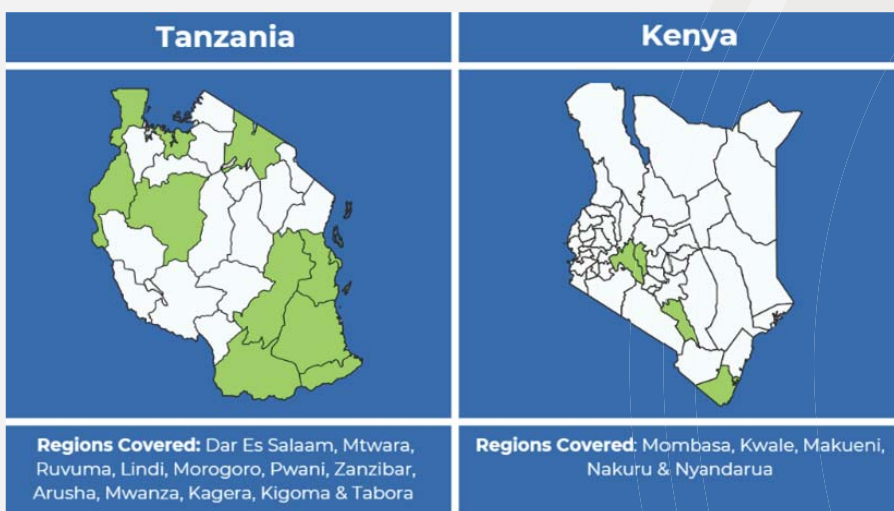 Tanzania
Kenya
Regions Covered: Dar Es Salaam, Mtwara,
Ruvuma, Lindi, Morogoro, Pwani, Zanzibar,
Arusha, Mwanza, Kagera, Kigoma & Tabora
Regions Covered: Mombasa, Kwale, Makueni,
Nakuru & Nyandarua